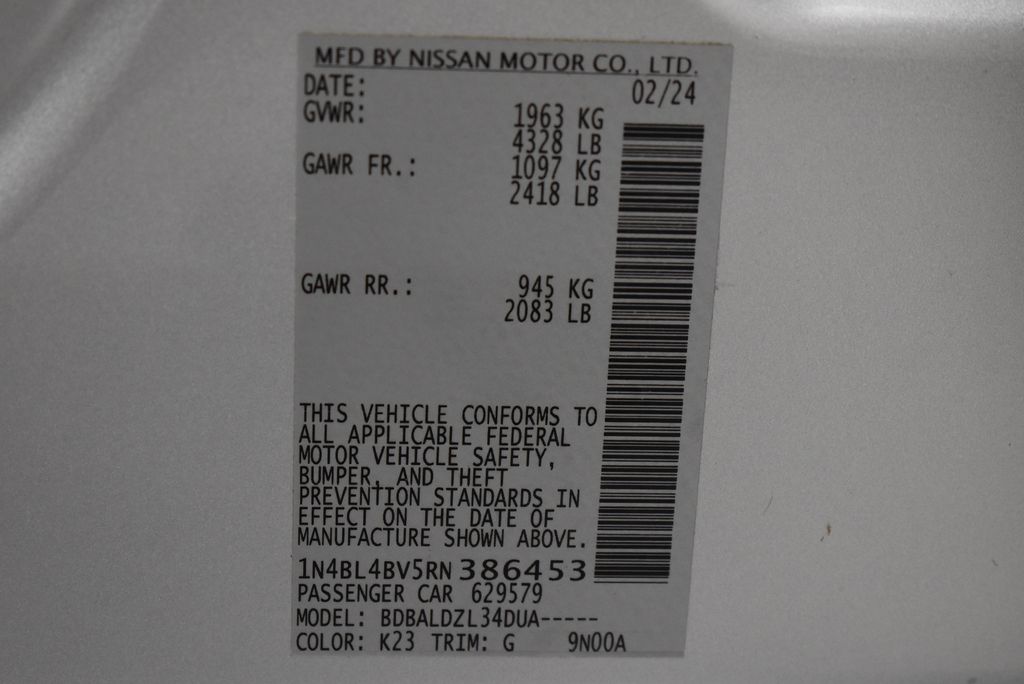 MFD BY NISSAN MOTOR CO., LTD.
DATE: 02/24
GVWR: 1963 KG
4328 LB
GAWR FR.: 1097 KG
2418 LB
GAWR RR.: 945 KG
2083 LB
THIS VEHICLE CONFORMS TO
ALL APPLICABLE FEDERAL
MOTOR VEHICLE SAFETY,
BUMPER, AND THEFT
PREVENTION STANDARDS IN
EFFECT ON THE DATE OF
MANUFACTURE SHOWN ABOVE.
1N4BL4BV5RN386453
PASSENGER CAR 629579
MODEL: BDBALDZL34DUA-----
COLOR: K23 TRIM: G 9N00A